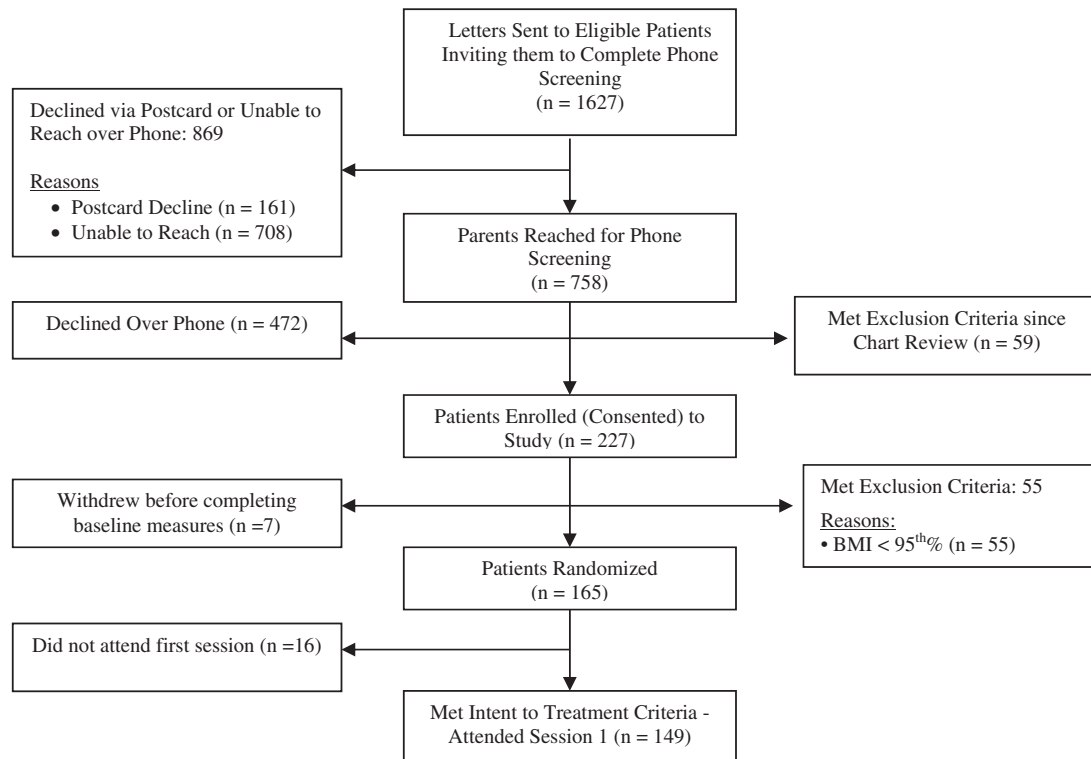 Letters Sent to Eligible Patients
Inviting them to Complete Phone
Screening
(n = 1627)
Declined via Postcard or Unable to
Reach over Phone: 869
Reasons
• Postcard Decline (n = 161)
• Unable to Reach (n = 708)
Parents Reached for Phone
Screening
(n = 758)
Declined Over Phone (n = 472)
Met Exclusion Criteria since
Chart Review (n = 59)
Patients Enrolled (Consented) to
Study (n = 227)
Withdrew before completing
baseline measures (n =7)
Met Exclusion Criteria: 55
Reasons:
• BMI < 95th% (n = 55)
Patients Randomized
(n = 165)
Did not attend first session (n =16)
Met Intent to Treatment Criteria -
Attended Session 1 (n = 149)